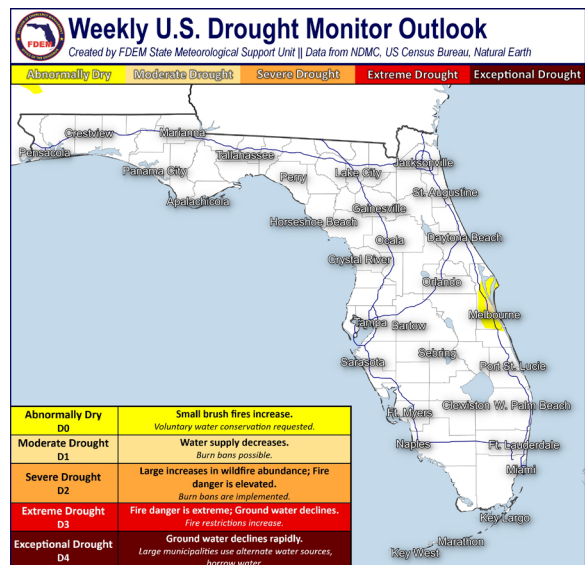 FDEM
Weekly U.S. Drought Monitor Outlook
Created by FDEM State Meteorological Support Unit || Data from NDMC, US Census Bureau, Natural Earth
Abnormally Dry Moderate Drought Severe Drought Extreme Drought Exceptional Drought
Crestview
Marianna
Pensacola
Tallahassee
Jacksonville
Panama City
Perry
Lake City
St. Augustine
Apalachicola
Gainesville
Horseshoe Beach
Ocala
Daytona Beach
Crystal River
Orlando
Melbourne
Tampa
Bartow
Sebring
Sarasota
Port St. Lucie
Ft. Myers
Clewiston
W. Palm Beach
Naples
Ft. Lauderdale
Miami
Key Largo
Marathon
Key West
Abnormally Dry
D0
Small brush fires increase.
Voluntary water conservation requested.
Moderate Drought
D1
Water supply decreases.
Burn bans possible.
Severe Drought
D2
Large increases in wildfire abundance; Fire
danger is elevated.
Burn bans are implemented.
Extreme Drought
D3
Fire danger is extreme; Ground water declines.
Fire restrictions increase.
Exceptional Drought
D4
Ground water declines rapidly.
Large municipalities use alternate water sources,
borrow water